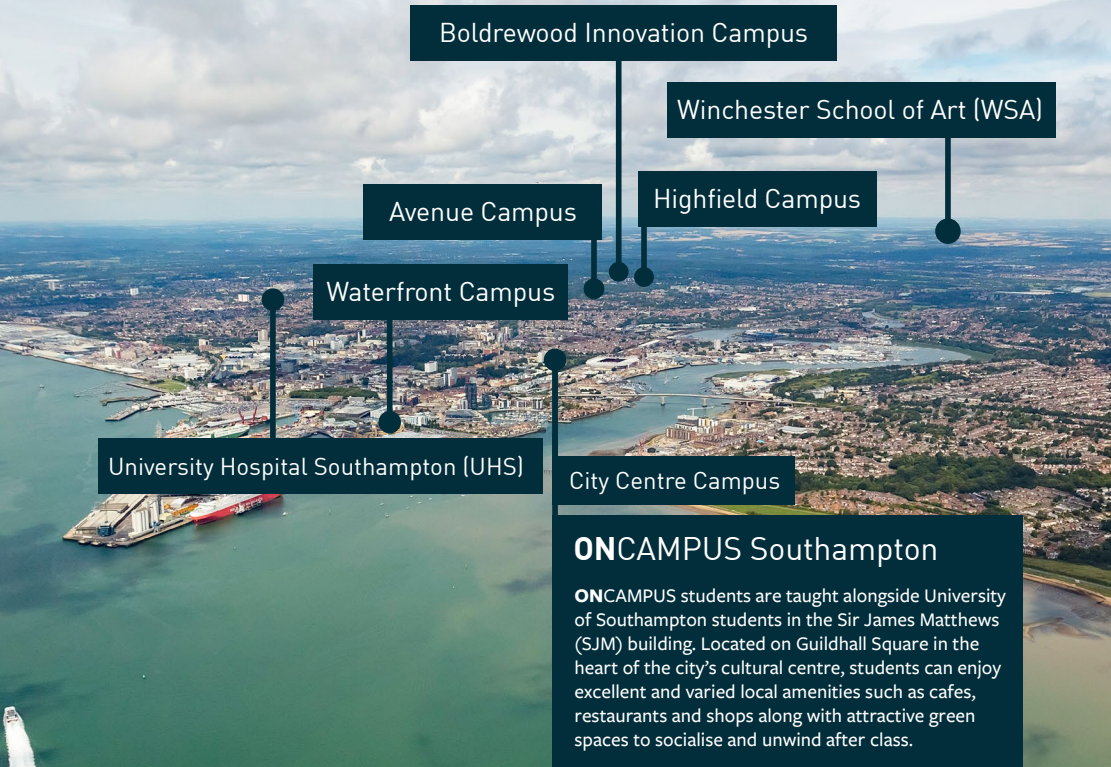 Boldrewood Innovation Campus
Winchester School of Art (WSA)
Highfield Campus
Avenue Campus
Waterfront Campus
University Hospital Southampton (UHS)
City Centre Campus
ONCAMPUS Southampton
ONCAMPUS students are taught alongside University
of Southampton students in the Sir James Matthews
(SJM) building. Located on Guildhall Square in the
heart of the city’s cultural centre, students can enjoy
excellent and varied local amenities such as cafes,
restaurants and shops along with attractive green
spaces to socialise and unwind after class.